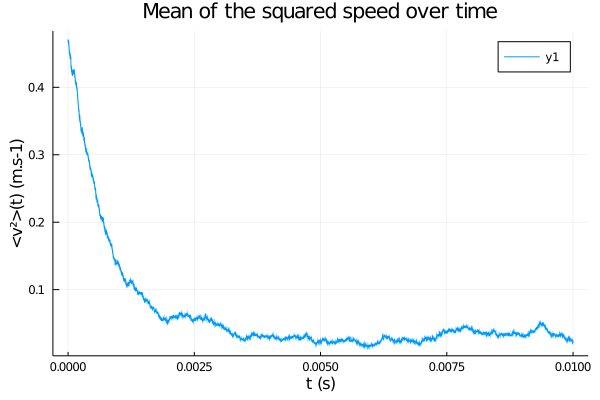 Mean of the squared speed over time
y1
<v²>(t) (m.s-1)
0.4
0.3
0.2
0.1
0.0000
0.0025
0.0050
0.0075
0.0100
t (s)